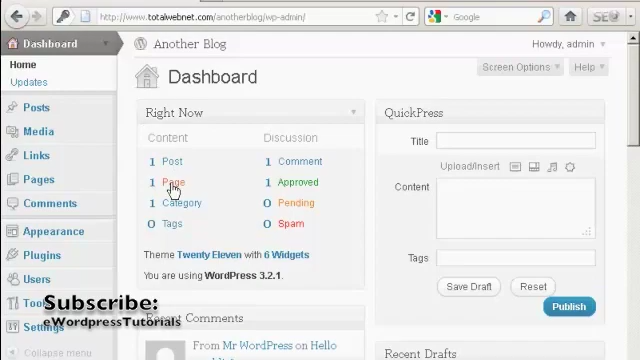 www.totalwebnet.com/anotherblog/wp-admin/
Google
SEO
Dashboard
Another Blog
Howdy, admin
Home
Updates
Screen Options
Help
Dashboard
Posts
Media
Links
Pages
Comments
Appearance
Plugins
Users
Tools
Settings
Collapse menu
Right Now
Content
Discussion
1 Post
1 Comment
1 Page
1 Approved
1 Category
0 Pending
0 Tags
0 Spam
Theme Twenty Eleven with 6 Widgets
You are using WordPress 3.2.1.
Recent Comments
From Mr WordPress on Hello
QuickPress
Title
Upload/Insert
Content
Tags
Save Draft
Reset
Publish
Recent Drafts
Subscribe:
eWordpressTutorials